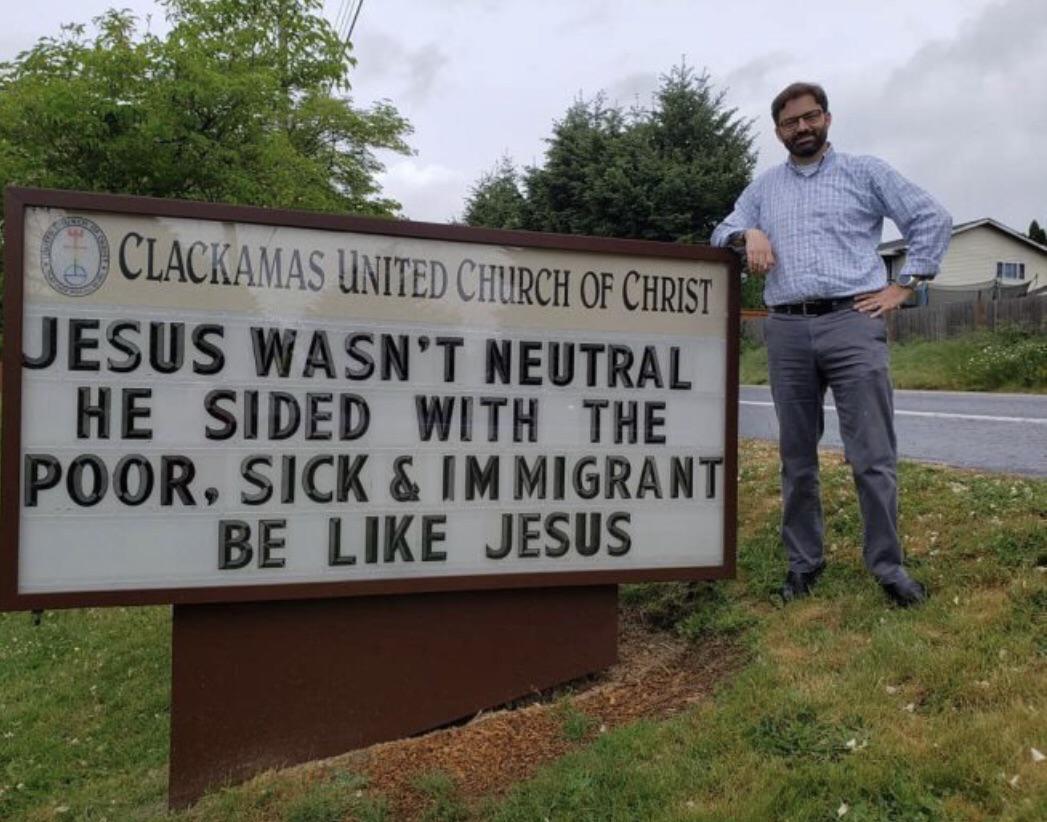 CLACKAMAS UNITED CHURCH OF CHRIST
JESUS WASN'T NEUTRAL
HE SIDED WITH THE
POOR, SICK & IMMIGRANT
BE LIKE JESUS